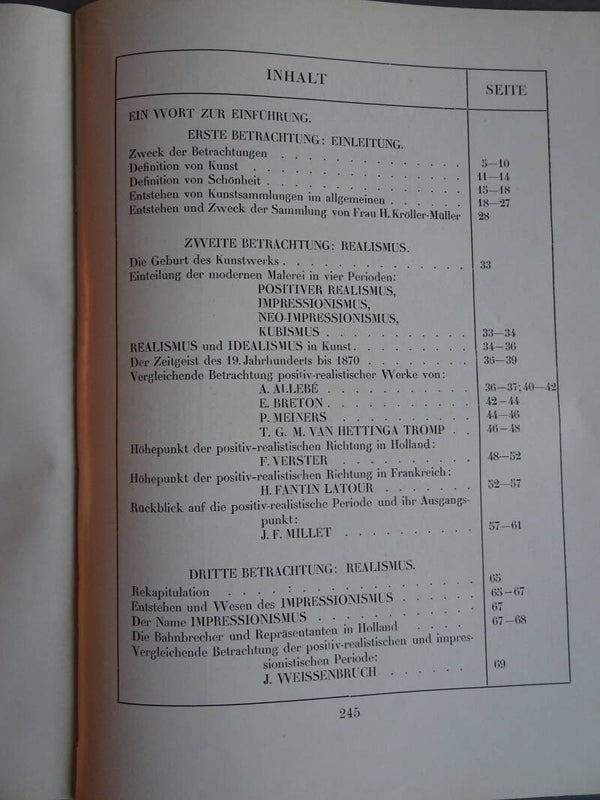 INHALT
SEITE
EIN WORT ZUR EINFÜHRUNG.
ERSTE BETRACHTUNG: EINLEITUNG.
Zweck der Betrachtungen . . . . . . . . . . . 5—10
Definition von Kunst . . . . . . . . . . . . 11—14
Definition von Schönheit . . . . . . . . . . . 15—18
Entstehen von Kunstsammlungen im allgemeinen . . . . . . 18—27
Entstehen und Zweck der Sammlung von Frau H. Kröller-Müller 28
ZWEITE BETRACHTUNG: REALISMUS.
Die Geburt des Kunstwerks . . . . . . . . . . . 33
Einteilung der modernen Malerei in vier Perioden:
POSITIVER REALISMUS,
IMPRESSIONISMUS,
NEO-IMPRESSIONISMUS,
KUBISMUS . . . . . . . . . . 33—34
REALISMUS und IDEALISMUS in Kunst . . . . . . . . 34—36
Der Zeitgeist des 19. Jahrhunderts bis 1870 . . . . . . . 36—39
Vergleichende Betrachtung positiv-realistischer Werke von:
A. ALLEBÉ . . . . . . . . . . 36—37; 40—42
E. BRETON . . . . . . . . . . 42—44
P. MEINERS . . . . . . . . . . 44—46
T. G. M. VAN HETTINGA TROMP . . 46—48
Höhepunkt der positiv-realistischen Richtung in Holland:
F. VERSTER . . . . . . . . . 48—52
Höhepunkt der positiv-realistischen Richtung in Frankreich:
H. FANTIN LATOUR . . . . . . 52—57
Rückblick auf die positiv-realistische Periode und ihr Ausgangs-
punkt:
J. F. MILLET . . . . . . . . 57—61
DRITTE BETRACHTUNG: REALISMUS.
Rekapitulation . . . . . . . . . . . . . 65
Entstehen und Wesen des IMPRESSIONISMUS . . . . . . 65—67
Der Name IMPRESSIONISMUS . . . . . . . . . . 67
Die Bahnbrecher und Repräsentanten in Holland . . . . 67—68
Vergleichende Betrachtung der positiv-realistischen und impres-
sionistischen Periode:
J. WEISSENBRUCH . . . . . . 69
245